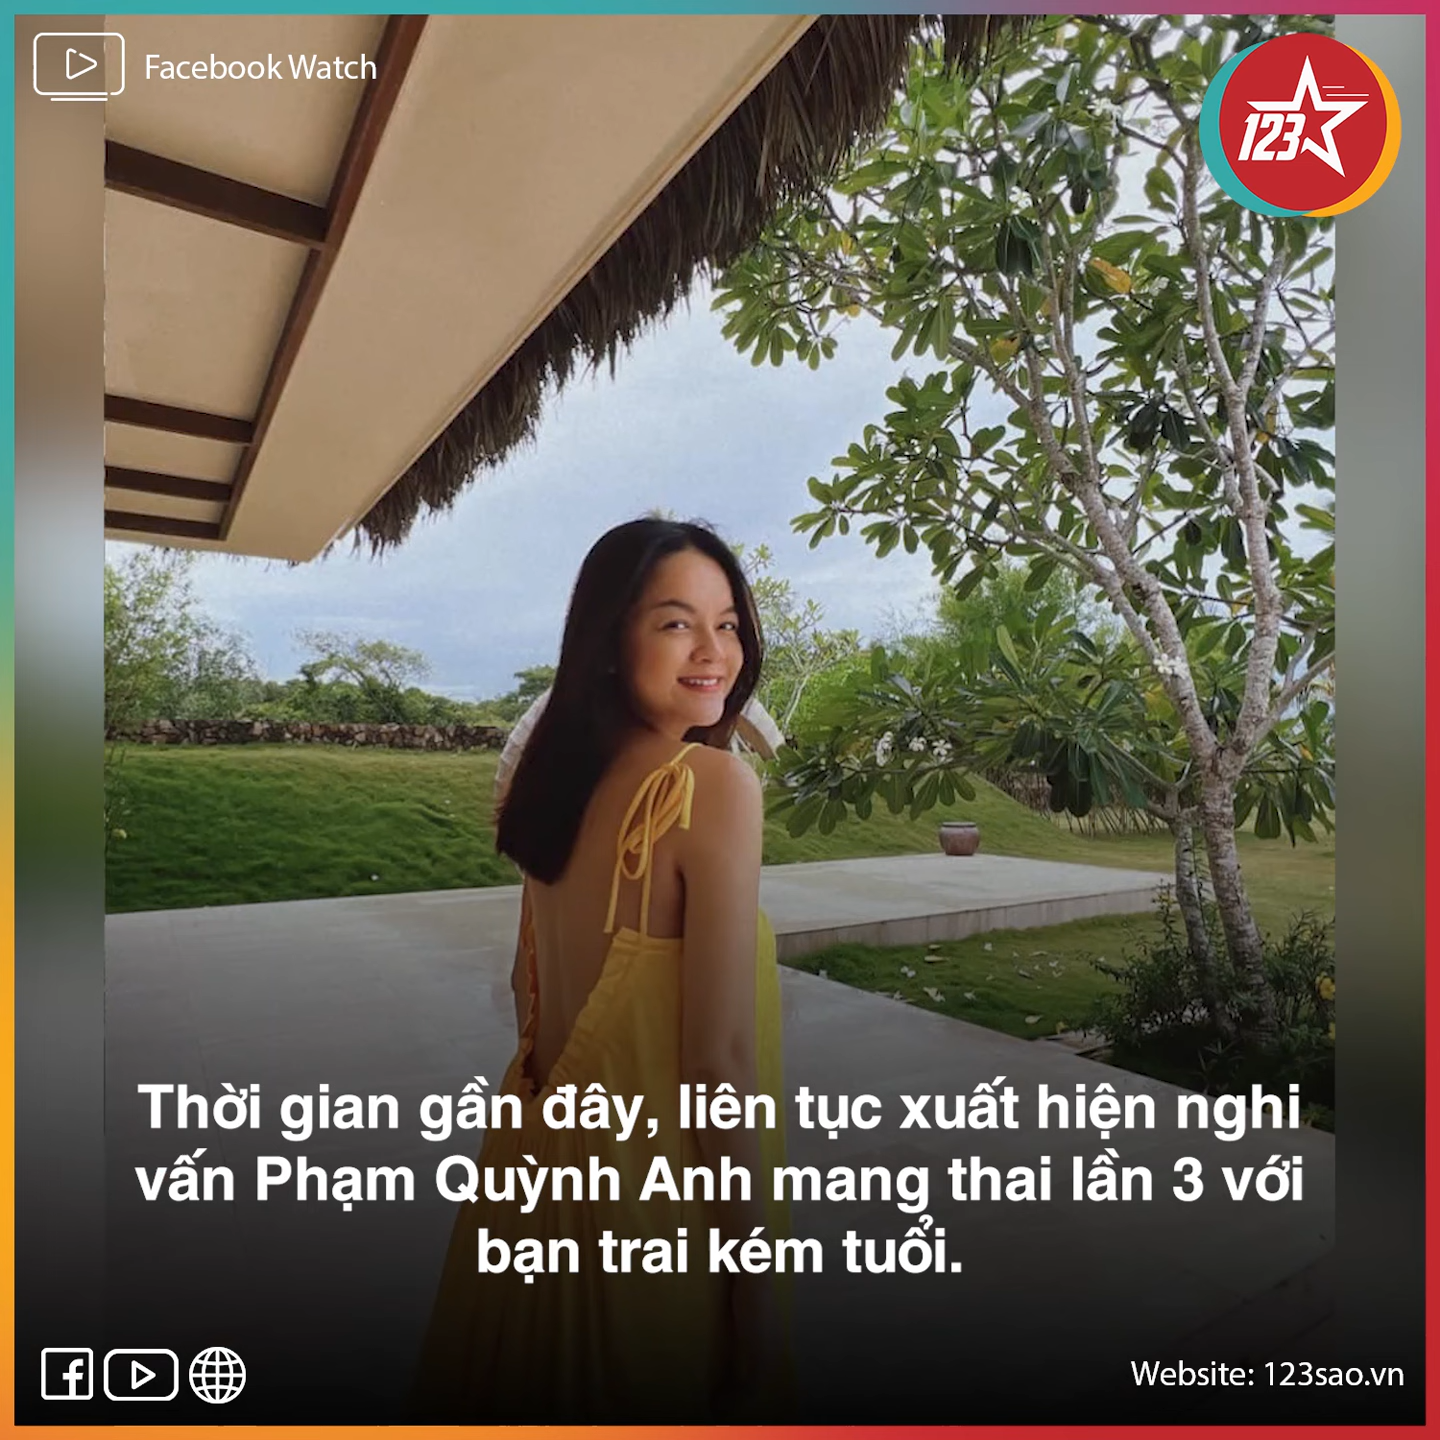 Facebook Watch
123
Thời gian gần đây, liên tục xuất hiện nghi
vấn Phạm Quỳnh Anh mang thai lần 3 với
bạn trai kém tuổi.
Website: 123sao.vn